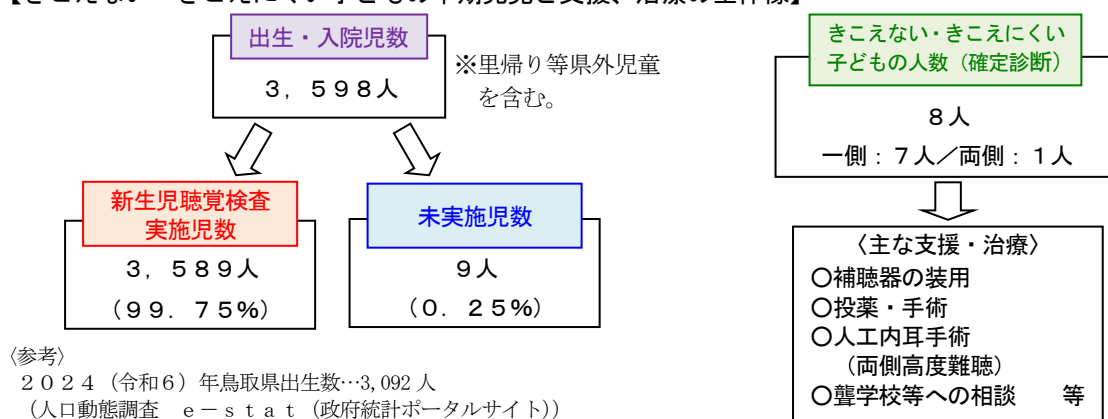 出生・入院児数
3,598人
※里帰り等県外児童
を含む。
新生児聴覚検査
実施児数
3,589人
(99.75%)
未実施児数
9人
(0.25%)
〈参考〉
2024(令和6)年鳥取県出生数…3,092人
(人口動態調査 e-stat(政府統計ポータルサイト))
きこえない・きこえにくい
子どもの人数(確定診断)
8人
一側:7人/両側:1人
〈主な支援・治療〉
○補聴器の装用
○投薬・手術
○人工内耳手術
(両側高度難聴)
○聾学校等への相談 等